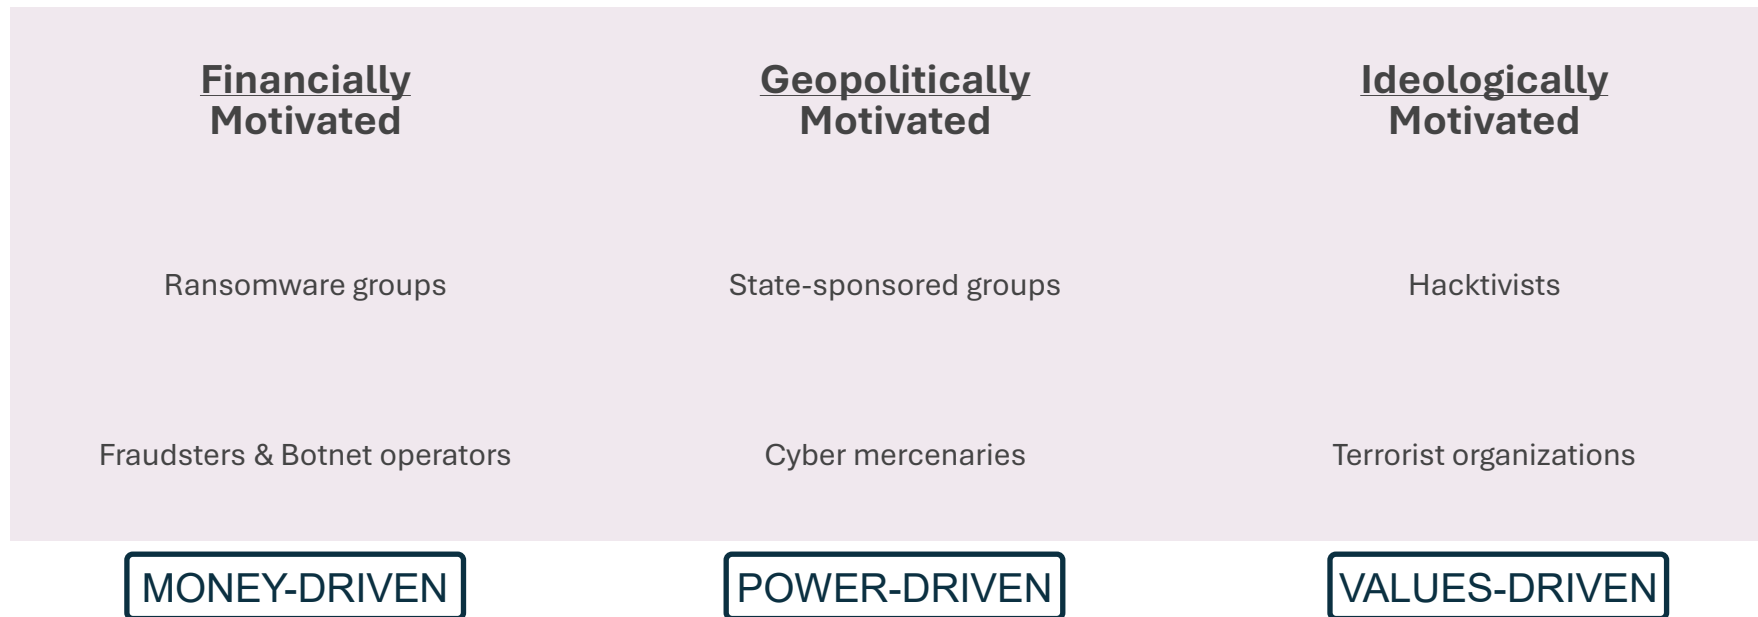 Financially
Motivated
Geopolitically
Motivated
Ideologically
Motivated
Ransomware groups
State-sponsored groups
Hacktivists
Fraudsters & Botnet operators
Cyber mercenaries
Terrorist organizations
MONEY-DRIVEN
POWER-DRIVEN
VALUES-DRIVEN